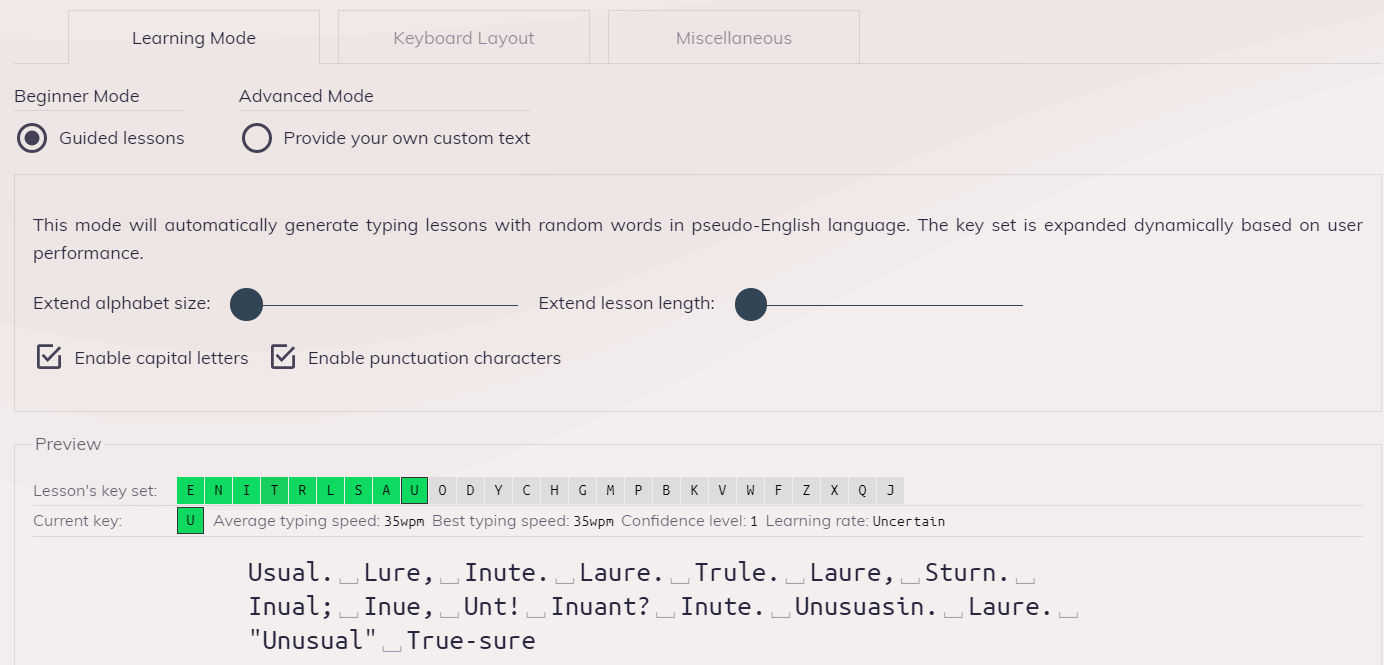 Learning Mode Keyboard Layout Miscellaneous
Beginner Mode Advanced Mode
Guided lessons Provide your own custom text
This mode will automatically generate typing lessons with random words in pseudo-English language. The key set is expanded dynamically based on user
performance.
Extend alphabet size: Extend lesson length:
Enable capital letters Enable punctuation characters
Preview
Lesson's key set: E N I T R L S A U O D Y C H G M P B K V W F Z X Q J
Current key: U Average typing speed: 35wpm Best typing speed: 35wpm Confidence level: 1 Learning rate: Uncertain
Usual.␣Lure,␣Inute.␣Laure.␣Trule.␣Laure,␣Sturn.␣
Inual;␣Inue,␣Unt!␣Inuant?␣Inute.␣Unusuasin.␣Laure.␣
"Unusual"␣True-sure